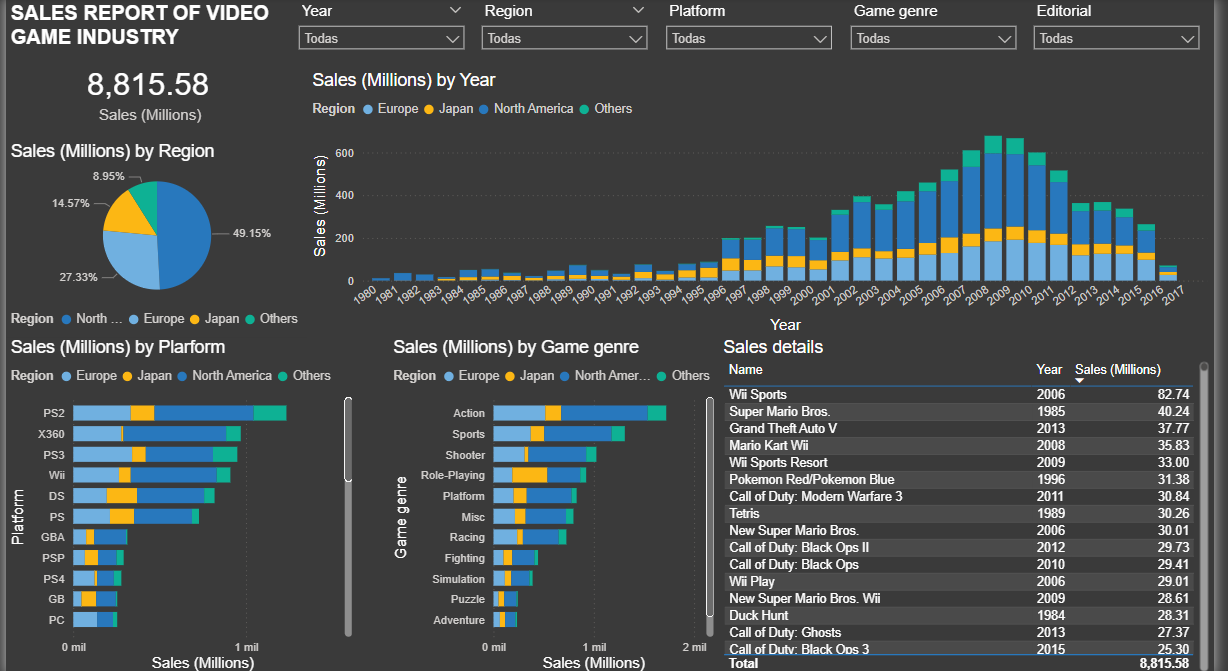 SALES REPORT OF VIDEO
GAME INDUSTRY
Year
Region
Platform
Game genre
Editorial
Todas
Todas
Todas
Todas
Todas
8,815.58
Sales (Millions)
Sales (Millions) by Region
8.95%
14.57%
49.15%
27.33%
Region North ... Europe Japan Others
Sales (Millions) by Year
Region Europe Japan North America Others
Sales (Millions)
600
400
200
0
1980 1981 1982 1983 1984 1985 1986 1987 1988 1989 1990 1991 1992 1993 1994 1995 1996 1997 1998 1999 2000 2001 2002 2003 2004 2005 2006 2007 2008 2009 2010 2011 2012 2013 2014 2015 2016 2017
Year
Sales (Millions) by Plarform
Region Europe Japan North America Others
Platform
PS2
X360
PS3
Wii
DS
PS
GBA
PSP
PS4
GB
PC
0 mil 1 mil
Sales (Millions)
Sales (Millions) by Game genre
Region Europe Japan North Amer... Others
Game genre
Action
Sports
Shooter
Role-Playing
Platform
Misc
Racing
Fighting
Simulation
Puzzle
Adventure
0 mil 1 mil 2 mil
Sales (Millions)
Sales details
Name Year Sales (Millions)
Wii Sports 2006 82.74
Super Mario Bros. 1985 40.24
Grand Theft Auto V 2013 37.77
Mario Kart Wii 2008 35.83
Wii Sports Resort 2009 33.00
Pokemon Red/Pokemon Blue 1996 31.38
Call of Duty: Modern Warfare 3 2011 30.84
Tetris 1989 30.26
New Super Mario Bros. 2006 30.01
Call of Duty: Black Ops II 2012 29.73
Call of Duty: Black Ops 2010 29.41
Wii Play 2006 29.01
New Super Mario Bros. Wii 2009 28.61
Duck Hunt 1984 28.31
Call of Duty: Ghosts 2013 27.37
Call of Duty: Black Ops 3 2015 25.30
Total 8,815.58